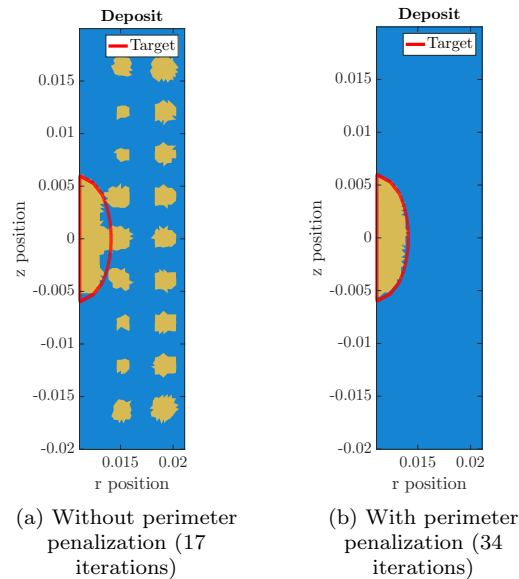 Deposit
Target
0.015
0.01
0.005
0
-0.005
-0.01
-0.015
-0.02
z position
0.015 0.02
r position
(a) Without perimeter
penalization (17
iterations)
Deposit
Target
0.015
0.01
0.005
0
-0.005
-0.01
-0.015
-0.02
z position
0.015 0.02
r position
(b) With perimeter
penalization (34
iterations)